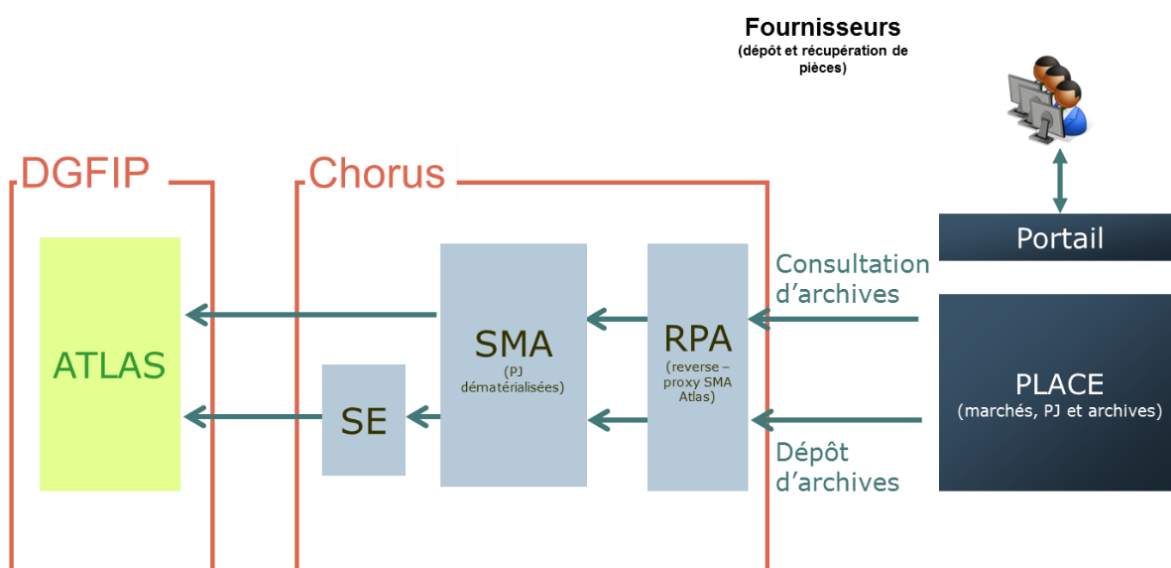 Fournisseurs
(dépôt et récupération de
pièces)
DGFIP
Chorus
Portail
Consultation
d’archives
ATLAS
SMA
(PJ
dématérialisées)
RPA
(reverse –
proxy SMA
Atlas)
SE
PLACE
(marchés, PJ et archives)
Dépôt
d’archives